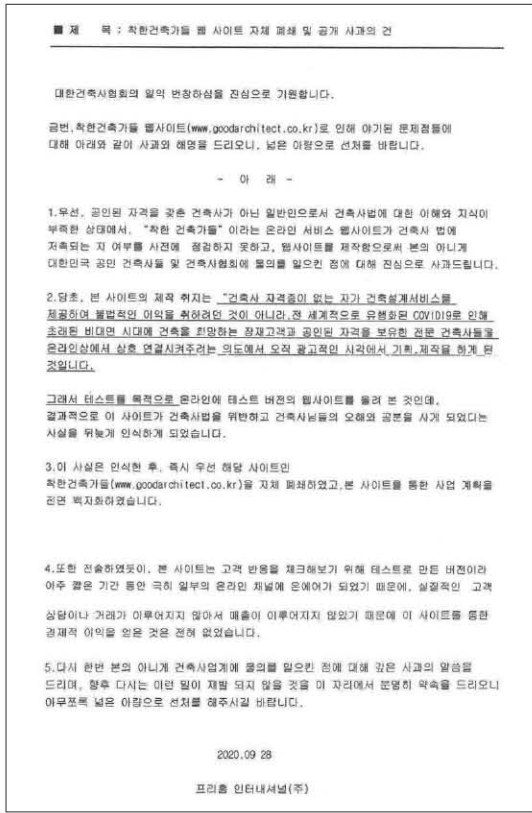 ■ 제 목 : 착한건축가들 웹 사이트 자체 폐쇄 및 공개 사과의 건
대한건축사협회의 일익 번창하심을 진심으로 기원합니다.
금번,착한건축가들 웹사이트(www.goodarchitect.co.kr)로 인해 야기된 문제점들에
대해 아래와 같이 사과와 해명을 드리오니, 넓은 아량으로 선처를 바랍니다.
- 아 래 -
1.우선, 공인된 자격을 갖춘 건축사가 아닌 일반인으로서 건축사법에 대한 이해와 지식이
부족한 상태에서, "착한 건축가들" 이라는 온라인 서비스 웹사이트가 건축사 법에
저촉되는 지 여부를 사전에 점검하지 못하고, 웹사이트를 제작함으로써 본의 아니게
대한민국 공인 건축사들 및 건축사협회에 물의를 일으킨 점에 대해 진심으로 사과드립니다.
2.당초, 본 사이트의 제작 취지는 "건축사 자격증이 없는 자가 건축설계서비스를
제공하여 불법적인 이익을 취하려던 것이 아니라,전 세계적으로 유행화된 COVID19로 인해
초래된 비대면 시대에 건축을 희망하는 잠재고객과 공인된 자격을 보유한 전문 건축사들을
온라인상에서 상호 연결시켜주려는 의도에서 오직 광고적인 시각에서 기획,제작을 하게 된
것입니다.
그래서 테스트를 목적으로 온라인에 테스트 버전의 웹사이트를 올려 본 것인데,
결과적으로 이 사이트가 건축사법을 위반하고 건축사님들의 오해와 공분을 사게 되었다는
사실을 뒤늦게 인식하게 되었습니다.
3.이 사실은 인식한 후, 즉시 우선 해당 사이트인
착한건축가들(www.goodarchitect.co.kr)을 자체 폐쇄하였고,본 사이트를 통한 사업 계획을
전면 백지화하였습니다.
4.또한 전술하였듯이, 본 사이트는 고객 반응을 체크해보기 위해 테스트로 만든 버전이라
아주 짧은 기간 동안 극히 일부의 온라인 채널에 온에어가 되었기 때문에, 실질적인 고객
상담이나 거래가 이루어지지 않아서 매출이 이루어지지 않았기 때문에 이 사이트를 통한
경제적 이익을 얻은 것은 전혀 없었습니다.
5.다시 한번 본의 아니게 건축사업계에 물의를 일으킨 점에 대해 깊은 사과의 말씀을
드리며, 향후 다시는 이런 일이 재발 되지 않을 것을 이 자리에서 분명히 약속을 드리오니
아무쪼록 넓은 아량으로 선처를 해주시길 바랍니다.
2020.09 28
프리홈 인터내셔널(주)